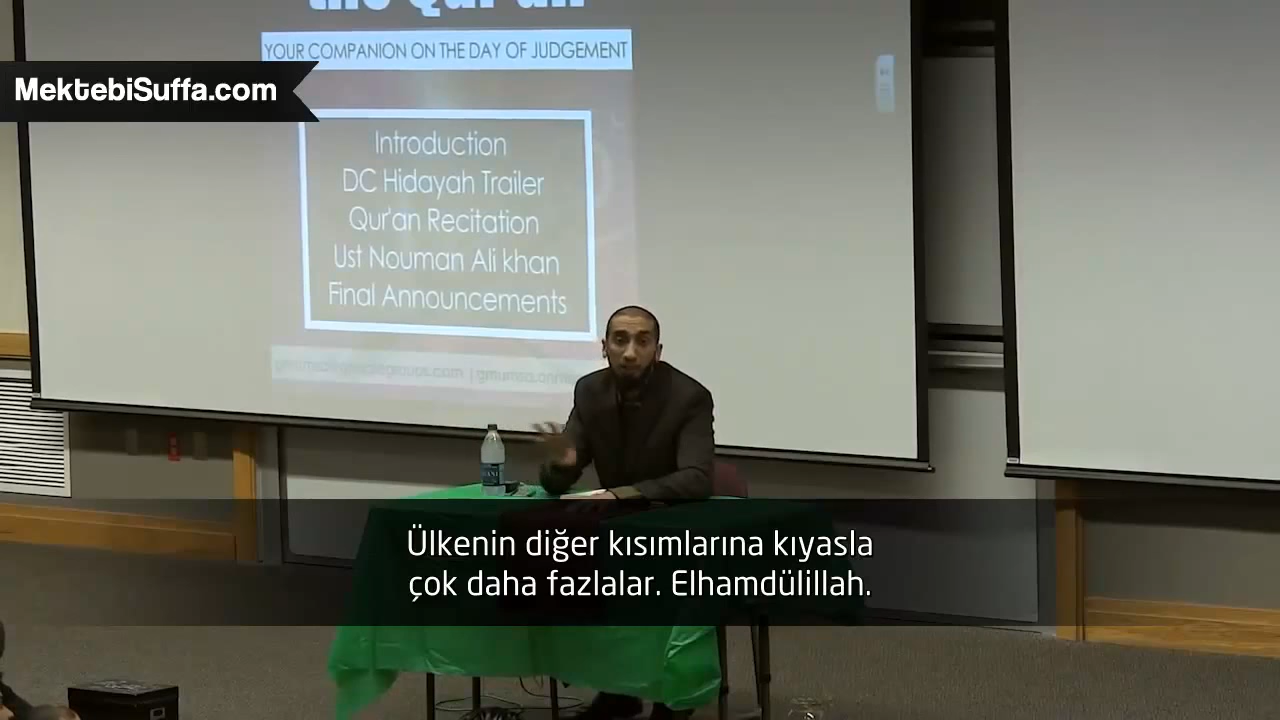 the Qur'an
YOUR COMPANION ON THE DAY OF JUDGEMENT
MektebiSuffa.com
Introduction
DC Hidayah Trailer
Qur'an Recitation
Ust Nouman Ali khan
Final Announcements
Ülkenin diğer kısımlarına kıyasla
çok daha fazlalar. Elhamdülillah.